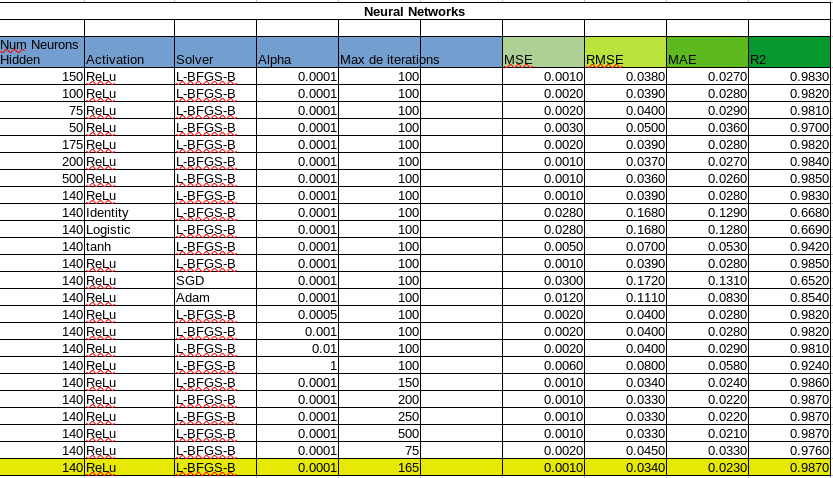 Neural Networks
Num Neurons
Hidden Activation Solver Alpha Max de iterations MSE RMSE MAE R2
150 ReLu L-BFGS-B 0.0001 100 0.0010 0.0380 0.0270 0.9830
100 ReLu L-BFGS-B 0.0001 100 0.0020 0.0390 0.0280 0.9820
75 ReLu L-BFGS-B 0.0001 100 0.0020 0.0400 0.0290 0.9810
50 ReLu L-BFGS-B 0.0001 100 0.0030 0.0500 0.0360 0.9700
175 ReLu L-BFGS-B 0.0001 100 0.0020 0.0390 0.0280 0.9820
200 ReLu L-BFGS-B 0.0001 100 0.0010 0.0370 0.0270 0.9840
500 ReLu L-BFGS-B 0.0001 100 0.0010 0.0360 0.0260 0.9850
140 ReLu L-BFGS-B 0.0001 100 0.0010 0.0390 0.0280 0.9830
140 Identity L-BFGS-B 0.0001 100 0.0280 0.1680 0.1290 0.6680
140 Logistic L-BFGS-B 0.0001 100 0.0280 0.1680 0.1280 0.6690
140 tanh L-BFGS-B 0.0001 100 0.0050 0.0700 0.0530 0.9420
140 ReLu L-BFGS-B 0.0001 100 0.0010 0.0390 0.0280 0.9850
140 ReLu SGD 0.0001 100 0.0300 0.1720 0.1310 0.6520
140 ReLu Adam 0.0001 100 0.0120 0.1110 0.0830 0.8540
140 ReLu L-BFGS-B 0.0005 100 0.0020 0.0400 0.0280 0.9820
140 ReLu L-BFGS-B 0.001 100 0.0020 0.0400 0.0280 0.9820
140 ReLu L-BFGS-B 0.01 100 0.0020 0.0400 0.0290 0.9810
140 ReLu L-BFGS-B 1 100 0.0060 0.0800 0.0580 0.9240
140 ReLu L-BFGS-B 0.0001 150 0.0010 0.0340 0.0240 0.9860
140 ReLu L-BFGS-B 0.0001 200 0.0010 0.0330 0.0220 0.9870
140 ReLu L-BFGS-B 0.0001 250 0.0010 0.0330 0.0220 0.9870
140 ReLu L-BFGS-B 0.0001 500 0.0010 0.0330 0.0210 0.9870
140 ReLu L-BFGS-B 0.0001 75 0.0020 0.0450 0.0330 0.9760
140 ReLu L-BFGS-B 0.0001 165 0.0010 0.0340 0.0230 0.9870